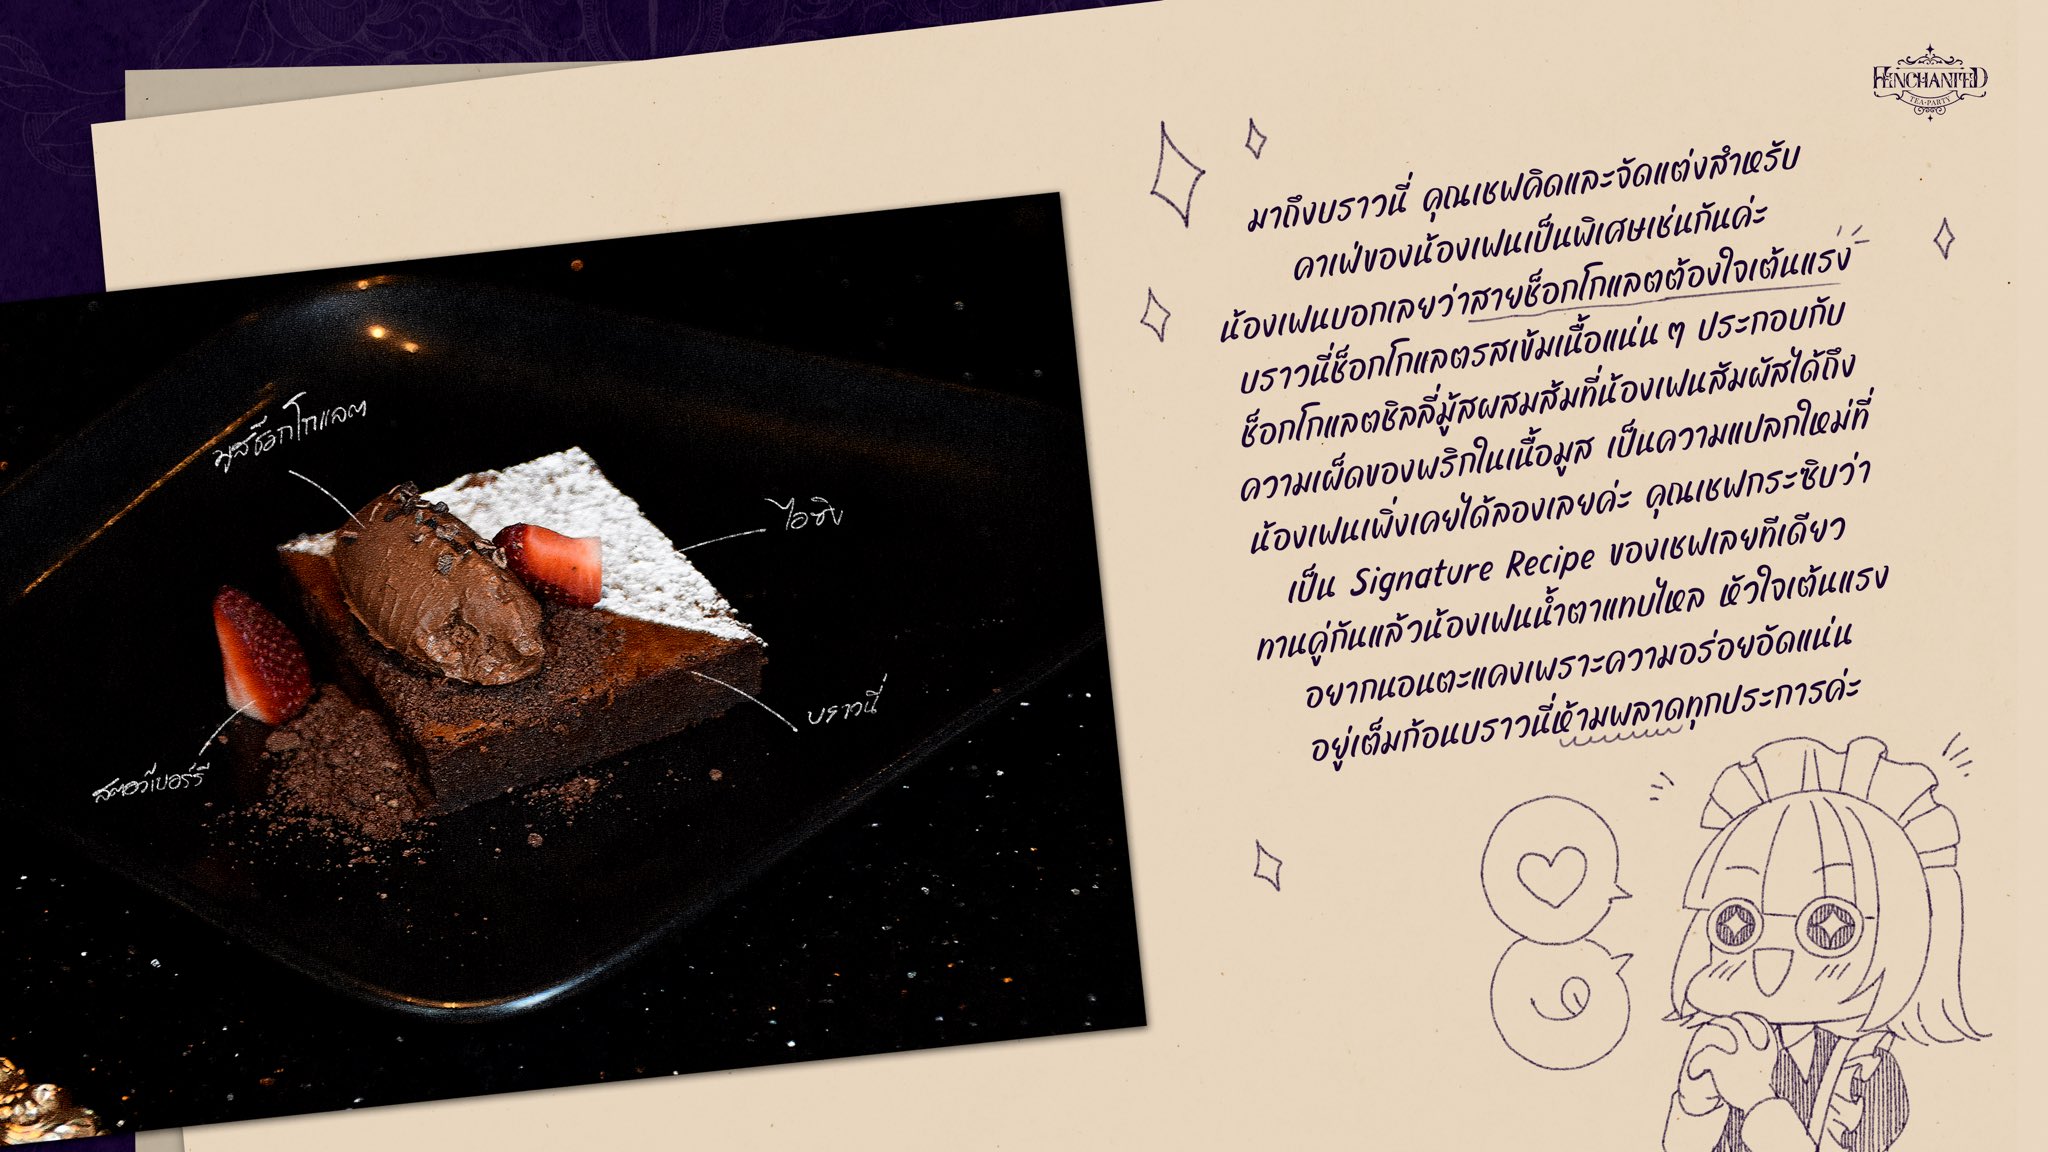 FENCHANTED
TEA·PARTY
มาถึงบราวนี่ คุณเชฟคิดและจัดแต่งสำหรับ
คาเฟ่ของน้องเฟนเป็นพิเศษเช่นกันค่ะ
น้องเฟนบอกเลยว่าสายช็อกโกแลตต้องใจเต้นแรง
บราวนี่ช็อกโกแลตรสเข้มเนื้อแน่น ๆ ประกอบกับ
ช็อกโกแลตชิลลี่มู้สผสมส้มที่น้องเฟนสัมผัสได้ถึง
ความเผ็ดของพริกในเนื้อมูส เป็นความแปลกใหม่ที่
น้องเฟนเพิ่งเคยได้ลองเลยค่ะ คุณเชฟกระซิบว่า
เป็น Signature Recipe ของเชฟเลยทีเดียว
ทานคู่กันแล้วน้องเฟนน้ำตาแทบไหล หัวใจเต้นแรง
อยากนอนตะแคงเพราะความอร่อยอัดแน่น
อยู่เต็มก้อนบราวนี่ห้ามพลาดทุกประการค่ะ
มูสช็อกโกแลต
ไอซิ่ง
บราวนี่
สตอว์เบอร์รี่